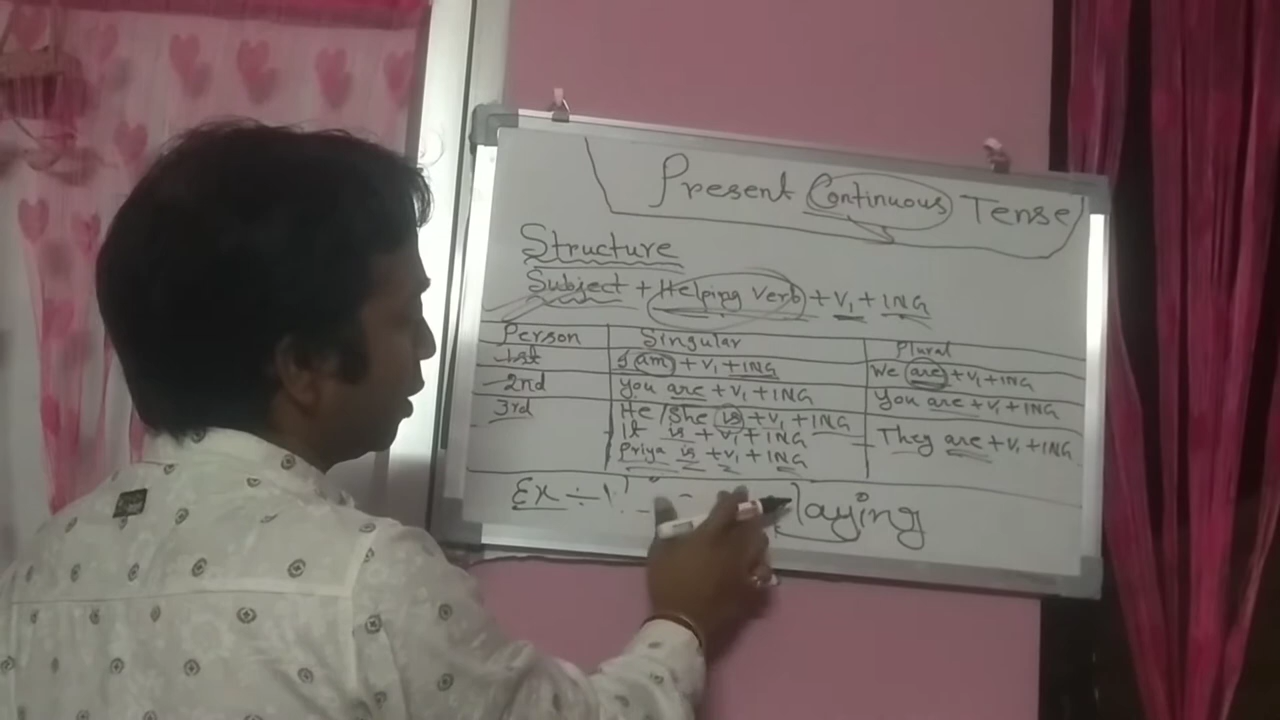 Present Continuous Tense
Structure
Subject + Helping Verb + V1 + ING
Person Singular Plural
1st I am + V1 + ING We are + V1 + ING
2nd You are + V1 + ING You are + V1 + ING
3rd He / She is + V1 + ING They are + V1 + ING
It is + V1 + ING
Priya is + V1 + ING
Ex ÷ laying